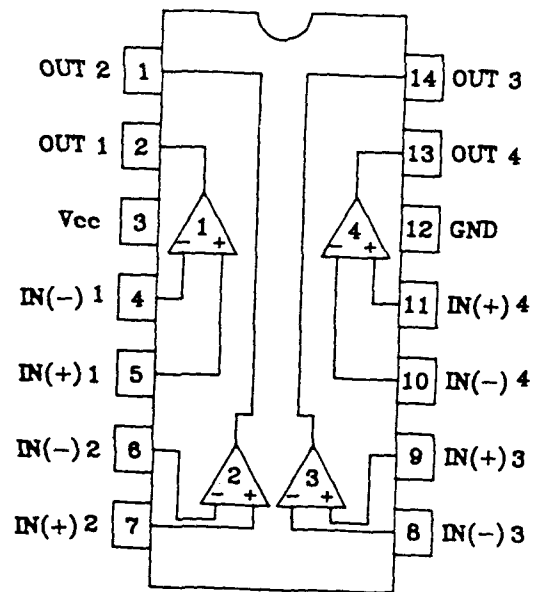 OUT 2 1
14 OUT 3
OUT 1 2
13 OUT 4
Vcc 3
1
4
12 GND
- +
- +
IN(-) 1 4
11 IN(+) 4
IN(+) 1 5
10 IN(-) 4
IN(-) 2 6
9 IN(+) 3
2
3
- +
- +
IN(+) 2 7
8 IN(-) 3